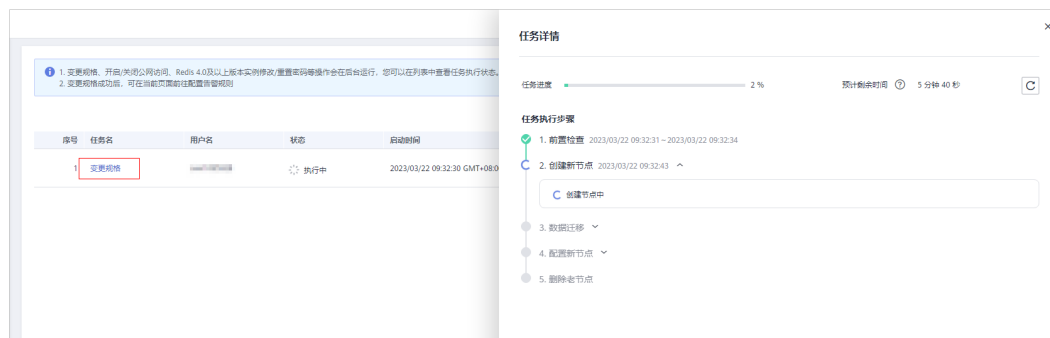 任务详情
1. 变更规格、开启/关闭公网访问、Redis 4.0及以上版本实例修改/重置密码等操作会在后台运行，您可以在列表中查看任务执行状态。
2. 变更规格成功后，可在当前页面前往配置告警规则
任务进度 2 % 预计剩余时间 5 分钟 40 秒
任务执行步骤
1. 前置检查 2023/03/22 09:32:31 ~ 2023/03/22 09:32:34
2. 创建新节点 2023/03/22 09:32:43
创建节点中
3. 数据迁移
4. 配置新节点
5. 删除老节点
序号 任务名 用户名 状态 启动时间
1 变更规格 执行中 2023/03/22 09:32:30 GMT+08:0